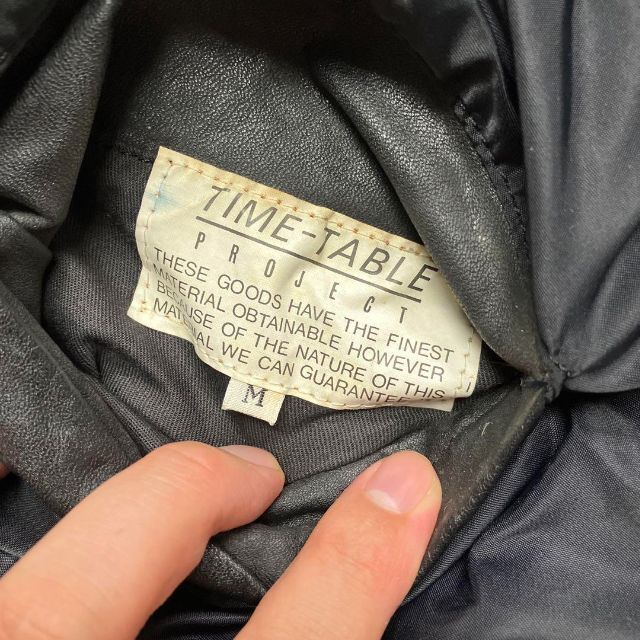 TIME-TABLE
PROJECT
THESE GOODS HAVE THE FINEST
MATERIAL OBTAINABLE HOWEVER
BECAUSE OF THE NATURE OF THIS
MATERIAL WE CAN GUARANTEE
M